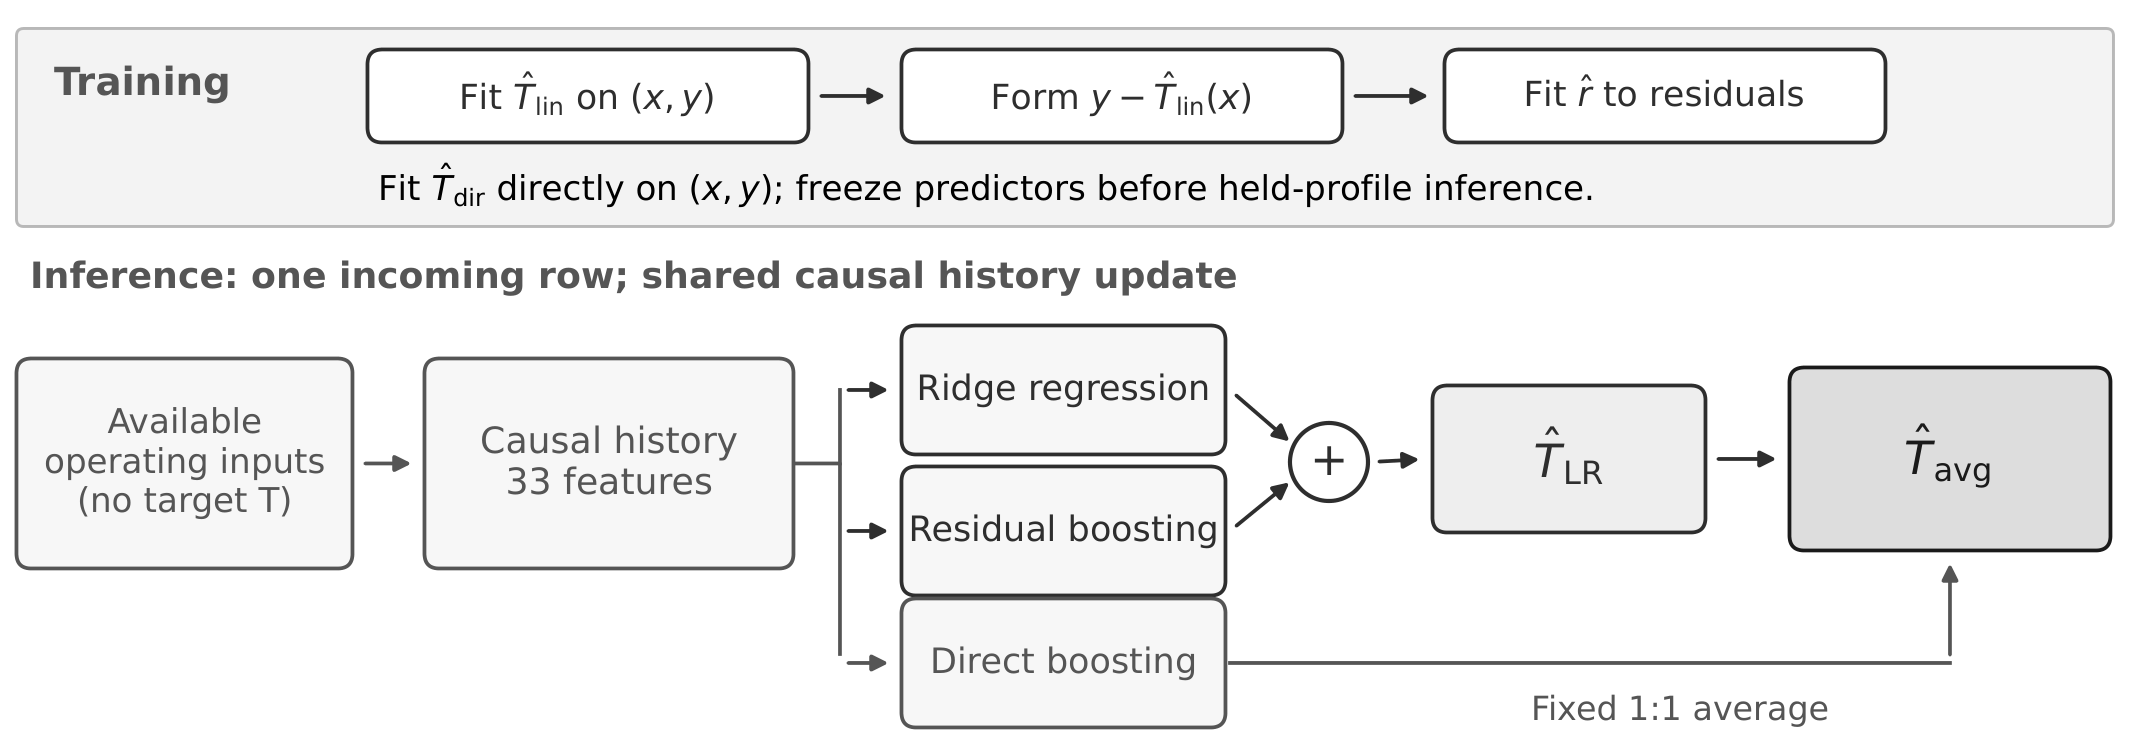 Training
Fit T̂lin on (x, y)
Form y − T̂lin(x)
Fit r̂ to residuals
Fit T̂dir directly on (x, y); freeze predictors before held-profile inference.
Inference: one incoming row; shared causal history update
Available
operating inputs
(no target T)
Causal history
33 features
Ridge regression
Residual boosting
Direct boosting
+
T̂LR
T̂avg
Fixed 1:1 average